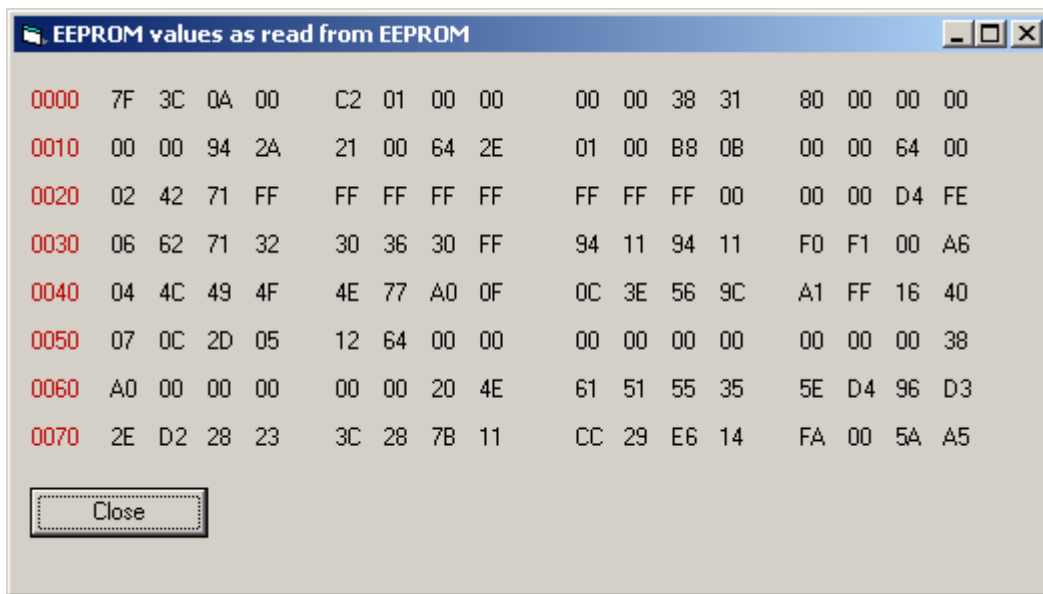 EEPROM values as read from EEPROM
0000 7F 3C 0A 00 C2 01 00 00 00 00 38 31 80 00 00 00
0010 00 00 94 2A 21 00 64 2E 01 00 B8 0B 00 00 64 00
0020 02 42 71 FF FF FF FF FF FF FF FF 00 00 00 D4 FE
0030 06 62 71 32 30 36 30 FF 94 11 94 11 F0 F1 00 A6
0040 04 4C 49 4F 4E 77 A0 0F 0C 3E 56 9C A1 FF 16 40
0050 07 0C 2D 05 12 64 00 00 00 00 00 00 00 00 00 38
0060 A0 00 00 00 00 00 20 4E 61 51 55 35 5E D4 96 D3
0070 2E D2 28 23 3C 28 7B 11 CC 29 E6 14 FA 00 5A A5
Close